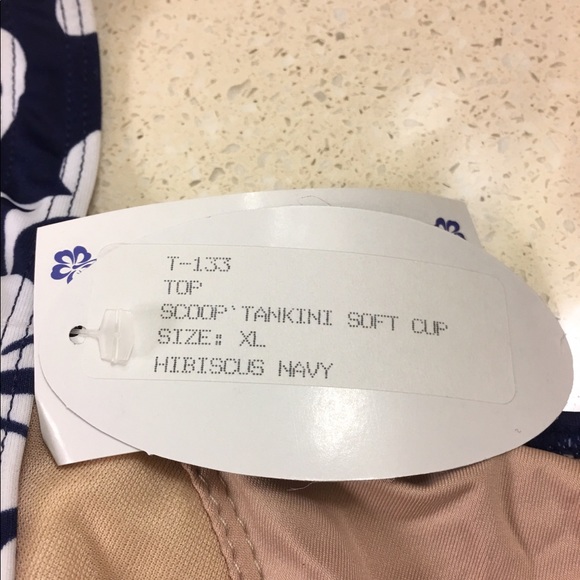 T-133
TOP
SCOOP'TANKINI SOFT CUP
SIZE: XL
HIBISCUS NAVY